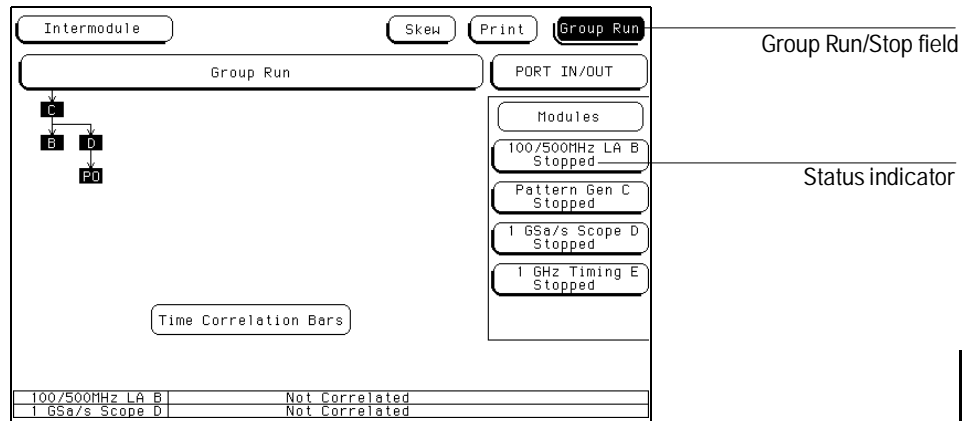 Intermodule
Skew
Print
Group Run
Group Run/Stop field
Group Run
PORT IN/OUT
C
B
D
PO
Modules
100/500MHz LA B
Stopped
Status indicator
Pattern Gen C
Stopped
1 GSa/s Scope D
Stopped
1 GHz Timing E
Stopped
Time Correlation Bars
100/500MHz LA B Not Correlated
1 GSa/s Scope D Not Correlated